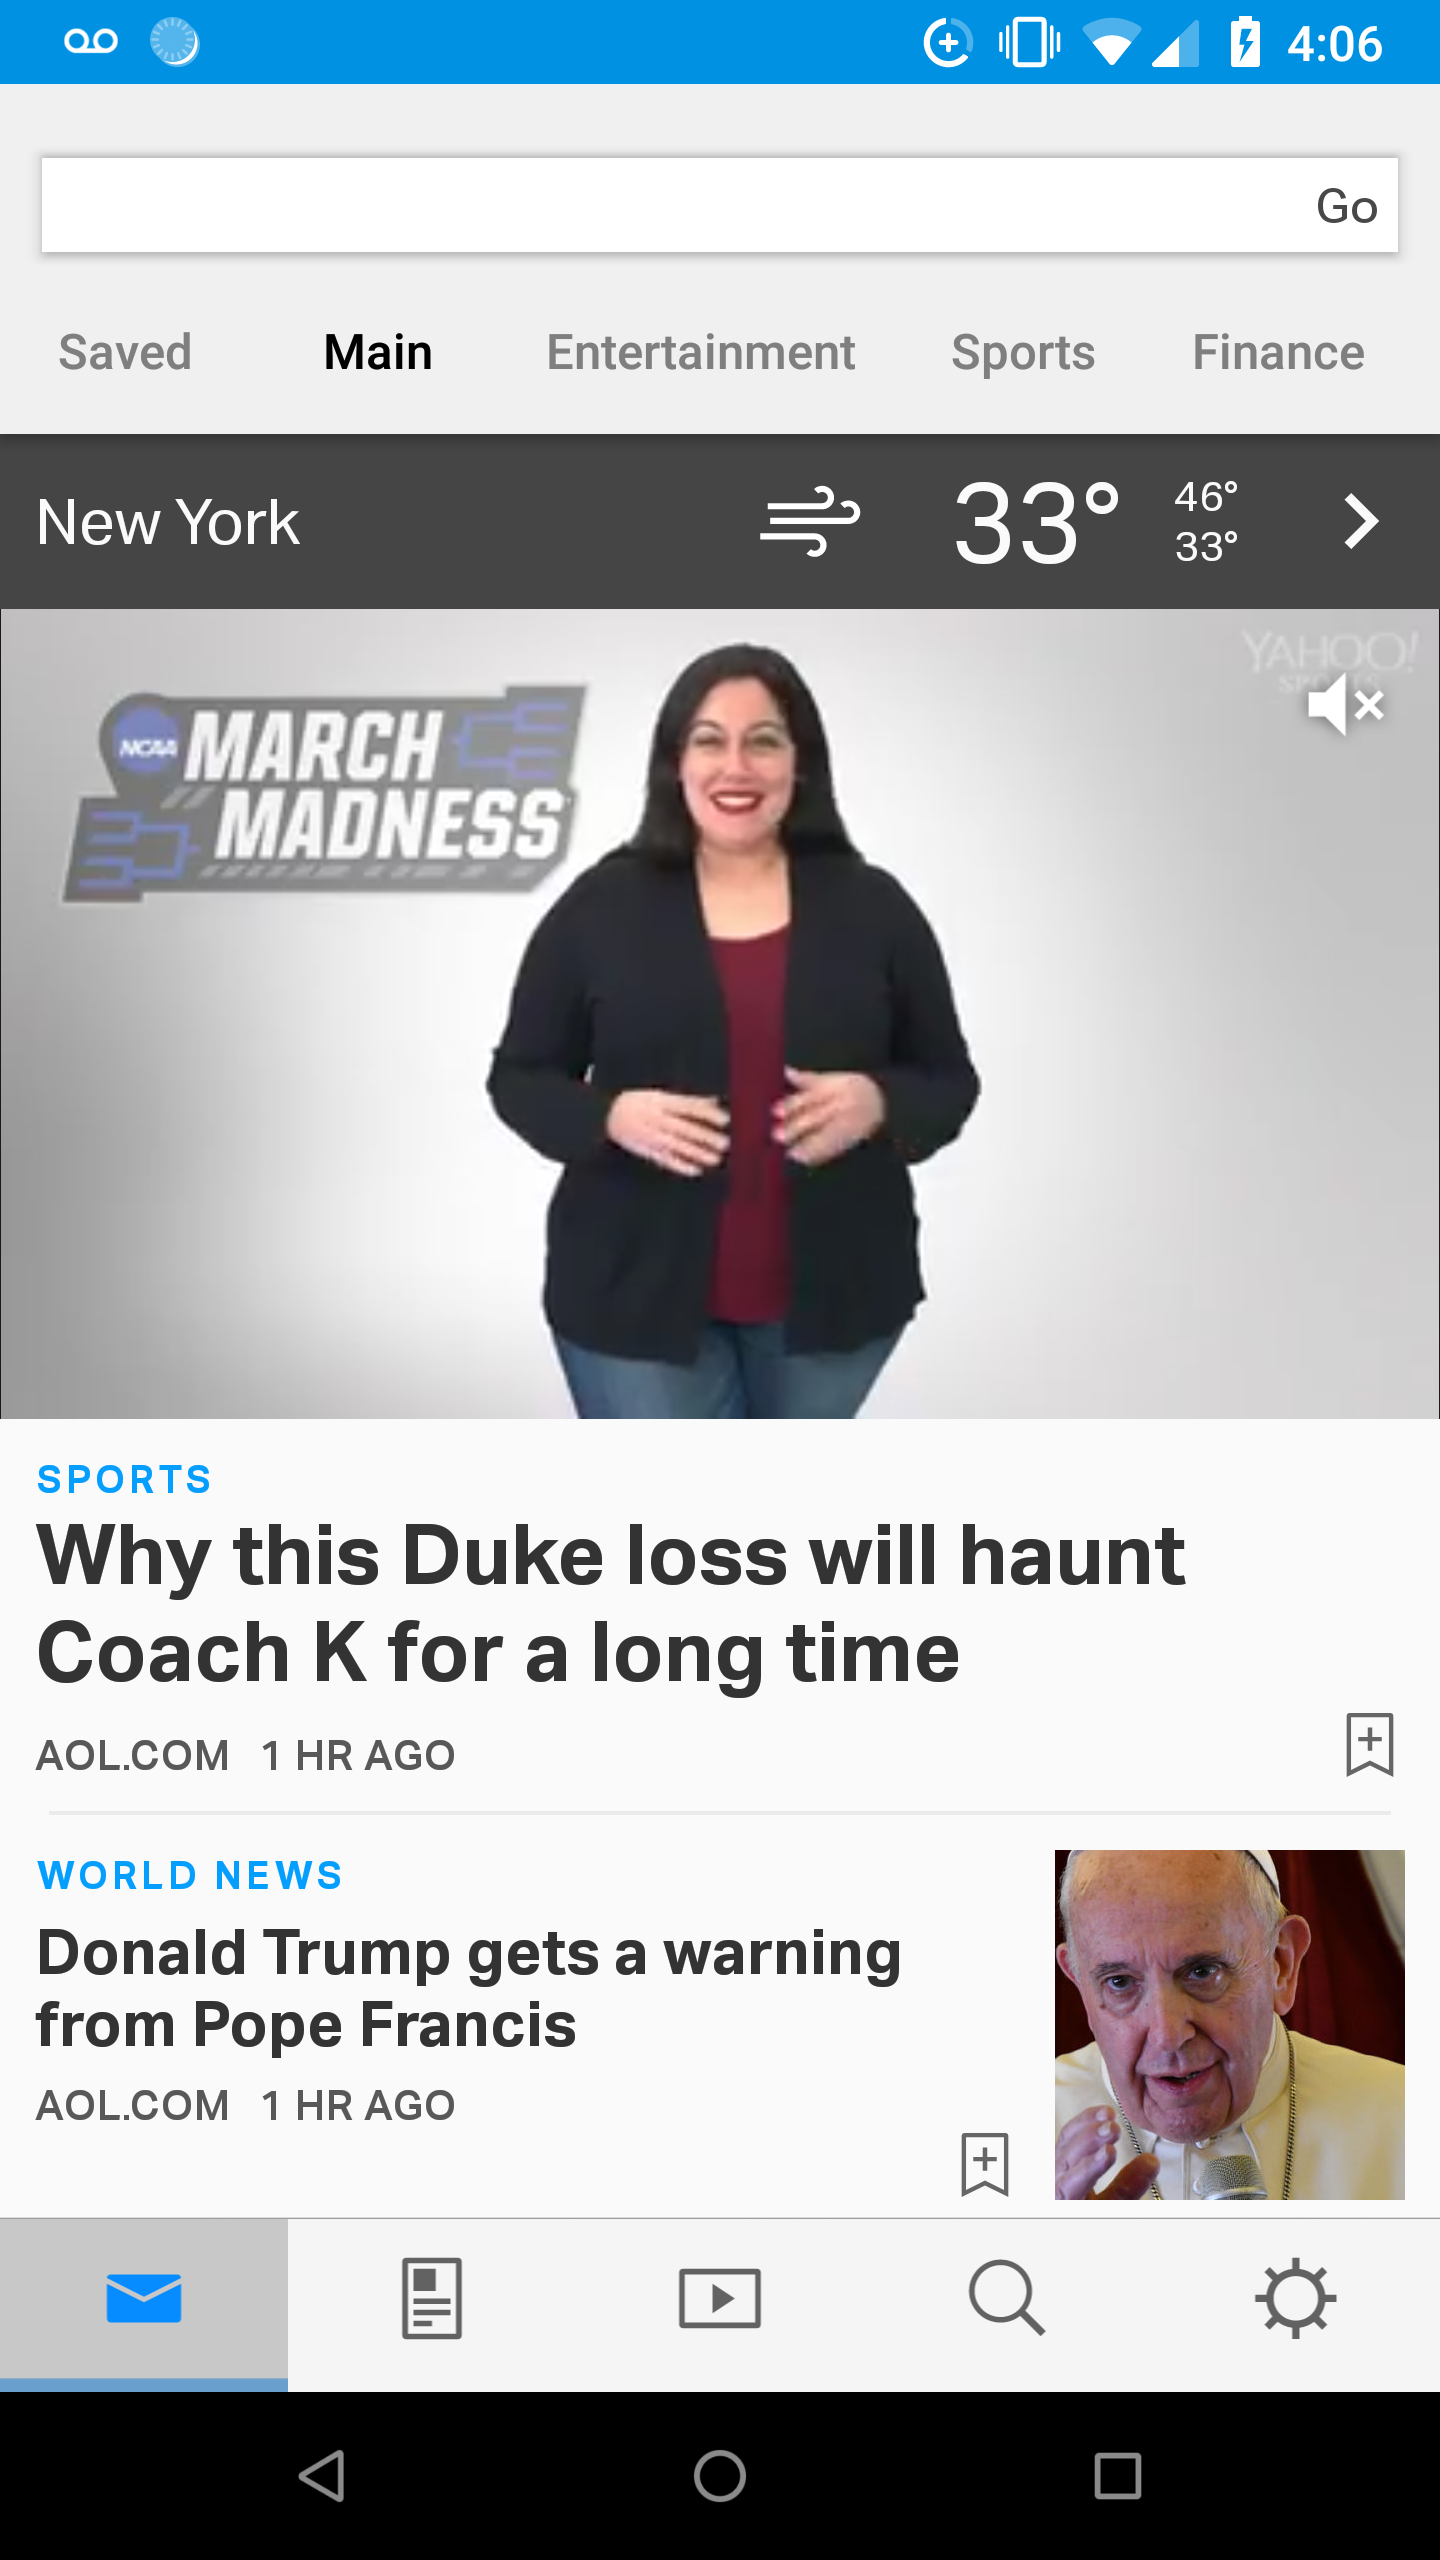 4:06
Go
Saved Main Entertainment Sports Finance
New York 33° 46°
33°
YAHOO!
SPORTS
NCAA MARCH
MADNESS
SPORTS
Why this Duke loss will haunt
Coach K for a long time
AOL.COM 1 HR AGO
WORLD NEWS
Donald Trump gets a warning
from Pope Francis
AOL.COM 1 HR AGO